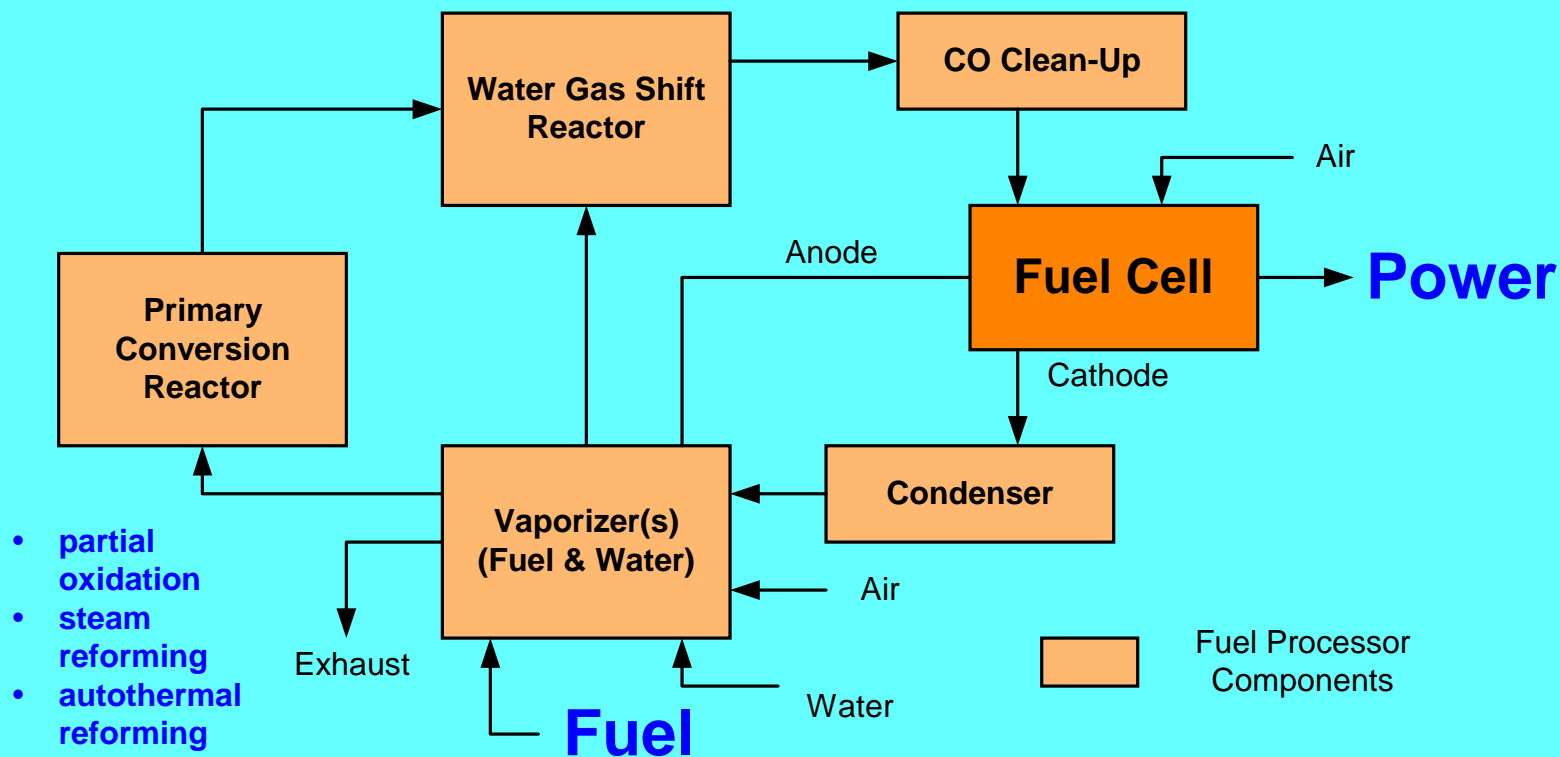 Water Gas Shift
Reactor
CO Clean-Up
Air
Anode
Fuel Cell
Power
Primary
Conversion
Reactor
Cathode
Condenser
Vaporizer(s)
(Fuel & Water)
Air
• partial
oxidation
• steam
reforming
• autothermal
reforming
Exhaust
Water
Fuel
Fuel Processor
Components